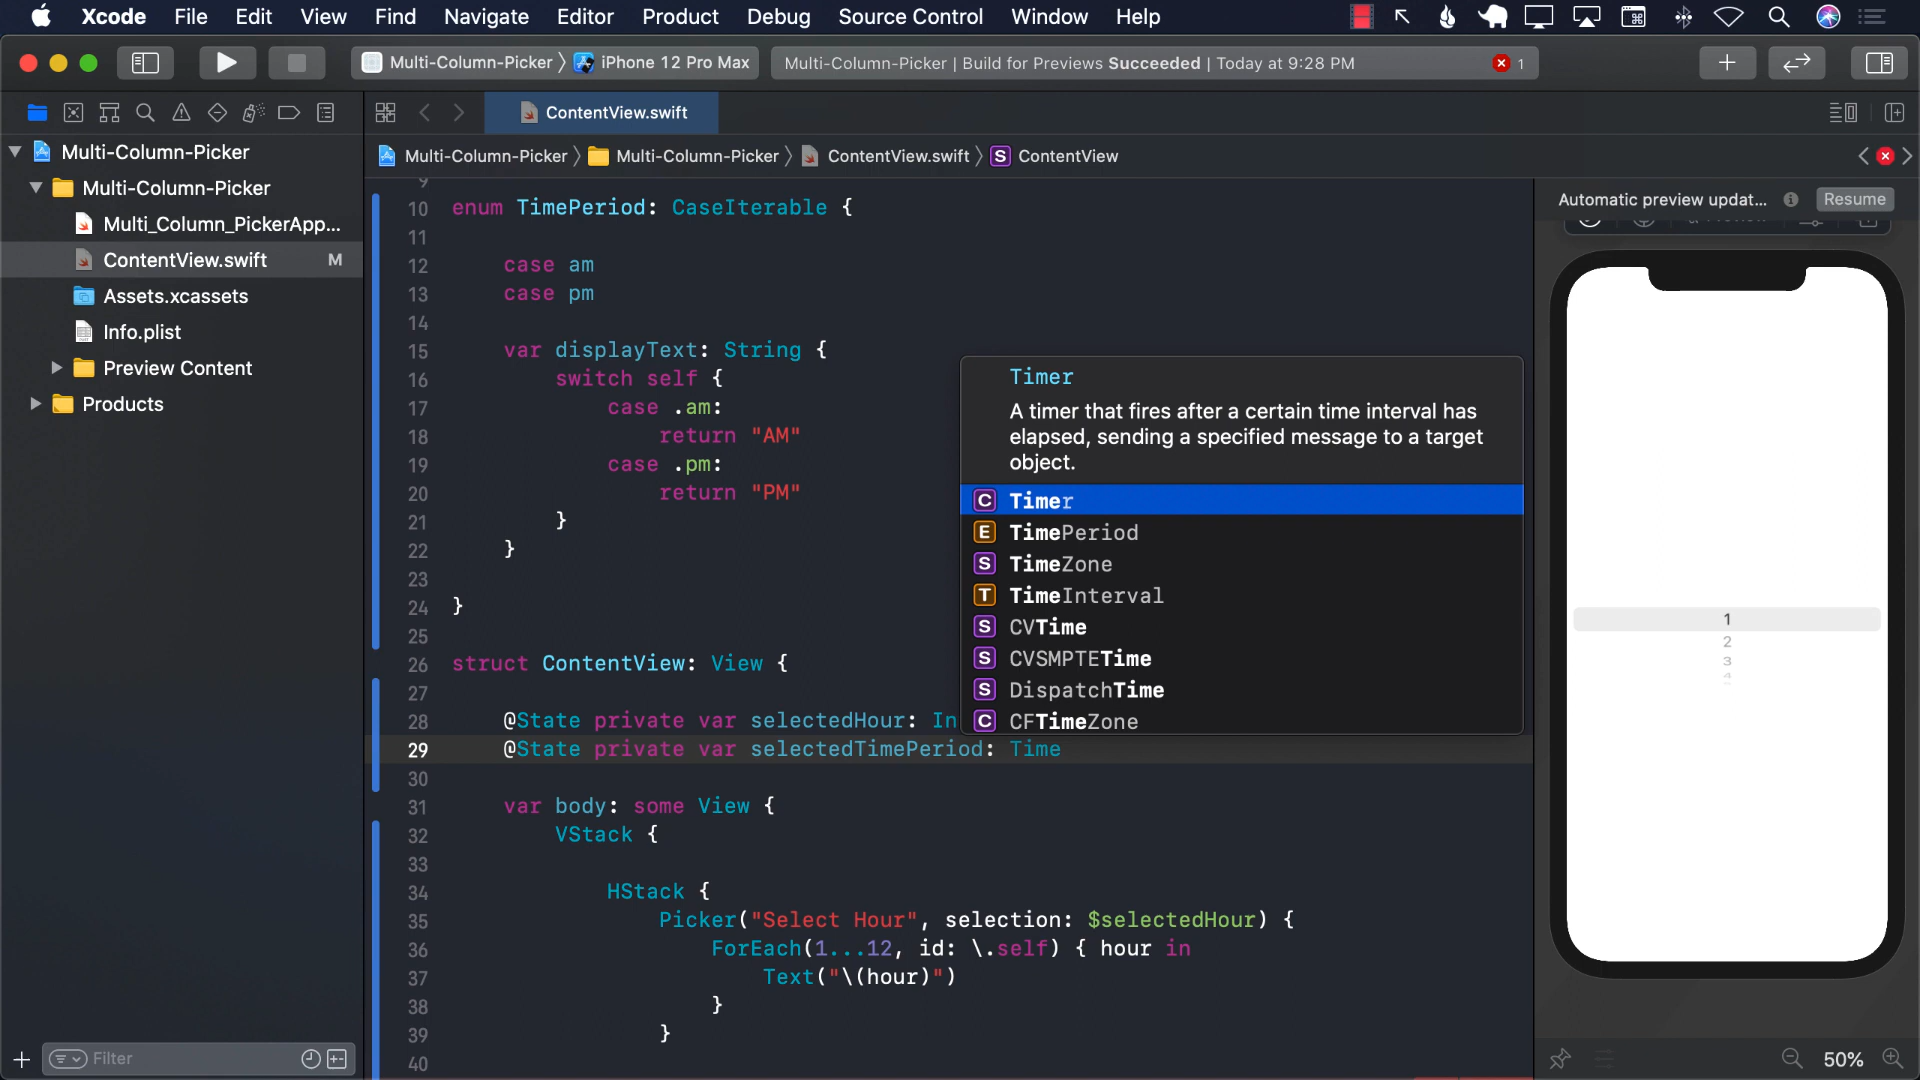 Xcode File Edit View Find Navigate Editor Product Debug Source Control Window Help
Multi-Column-Picker 〉 iPhone 12 Pro Max
Multi-Column-Picker | Build for Previews Succeeded | Today at 9:28 PM
1
ContentView.swift
Multi-Column-Picker 〉 Multi-Column-Picker 〉 ContentView.swift 〉 S ContentView
Multi-Column-Picker
Multi-Column-Picker
Multi_Column_PickerApp...
ContentView.swift M
Assets.xcassets
Info.plist
Preview Content
Products
Filter
9
10 enum TimePeriod: CaseIterable {
11
12 case am
13 case pm
14
15 var displayText: String {
16 switch self {
17 case .am:
18 return "AM"
19 case .pm:
20 return "PM"
21 }
22 }
23
24 }
25
26 struct ContentView: View {
27
28 @State private var selectedHour: In
29 @State private var selectedTimePeriod: Time
30
31 var body: some View {
32 VStack {
33
34 HStack {
35 Picker("Select Hour", selection: $selectedHour) {
36 ForEach(1...12, id: \.self) { hour in
37 Text("\(hour)")
38 }
39 }
40
Timer
A timer that fires after a certain time interval has
elapsed, sending a specified message to a target
object.
C Timer
E TimePeriod
S TimeZone
T TimeInterval
S CVTime
S CVSMPTETime
S DispatchTime
C CFTimeZone
Automatic preview updat... Resume
1
2
3
4
50%